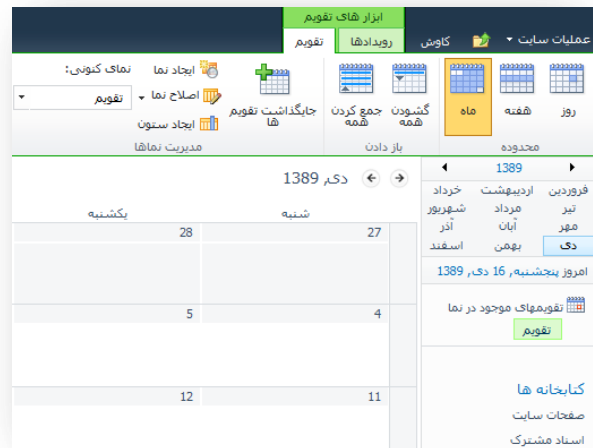 ابزار های تقویم
عملیات سایت
کاوش
رویدادها
تقویم
روز
هفته
ماه
محدوده
گشودن همه
جمع کردن همه
باز دادن
جایگذاشت تقویم ها
ایجاد نما
اصلاح نما
ایجاد ستون
نمای کنونی:
تقویم
مدیریت نماها
1389
فروردین اردیبهشت خرداد
تیر مرداد شهریور
مهر آبان آذر
دی بهمن اسفند
امروز پنجشنبه, 16 دی, 1389
تقویمهای موجود در نما
تقویم
کتابخانه ها
صفحات سایت
اسناد مشترک
دی, 1389
شنبه یکشنبه
27 28
4 5
11 12